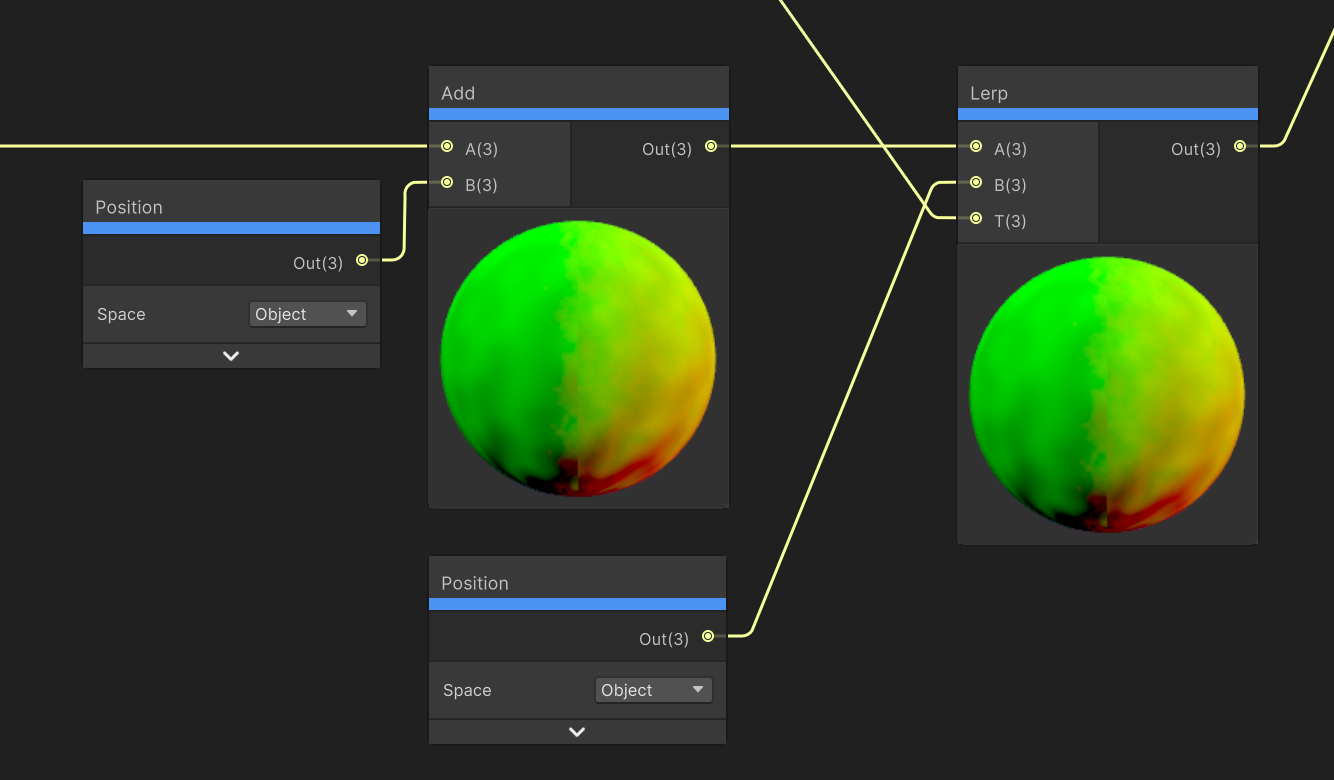 Add
A(3)
Out(3)
B(3)
Position
Out(3)
Space
Object
Lerp
A(3)
Out(3)
B(3)
T(3)
Position
Out(3)
Space
Object